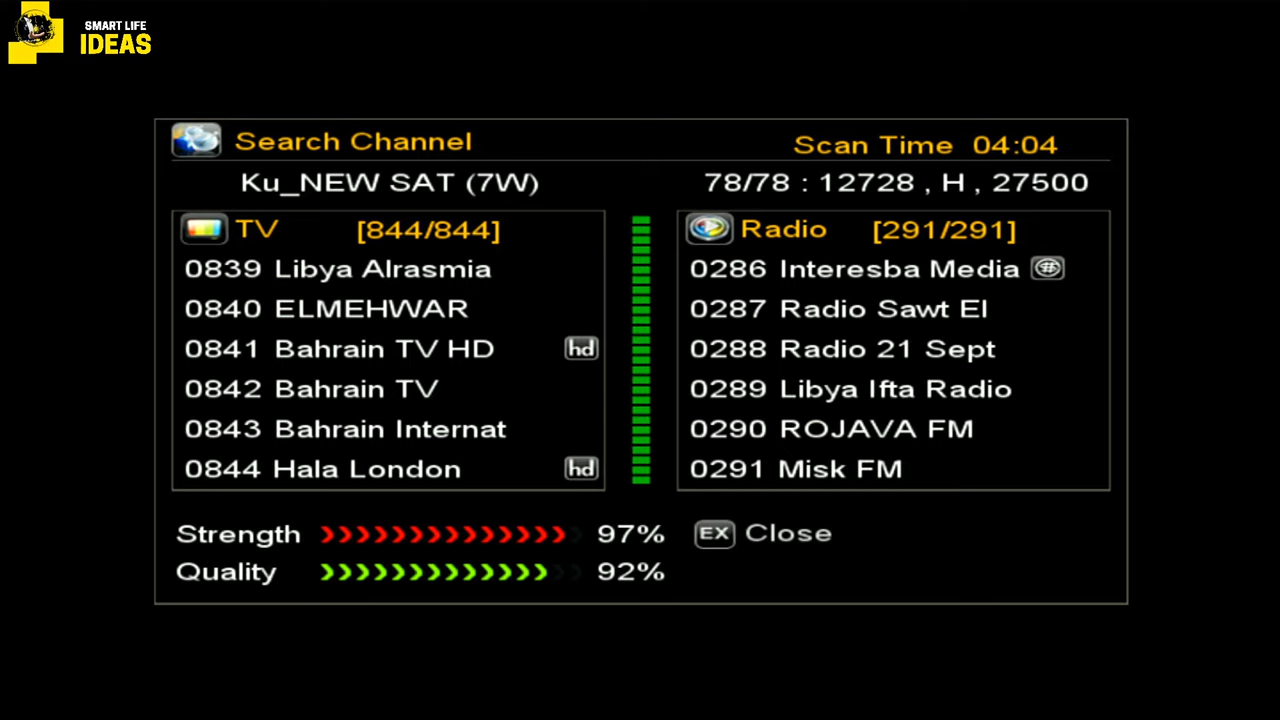 SMART LIFE
IDEAS
Search Channel
Scan Time 04:04
Ku_NEW SAT (7W)
78/78 : 12728 , H , 27500
TV [844/844]
0839 Libya Alrasmia
0840 ELMEHWAR
0841 Bahrain TV HD hd
0842 Bahrain TV
0843 Bahrain Internat
0844 Hala London hd
Radio [291/291]
0286 Interesba Media #
0287 Radio Sawt El
0288 Radio 21 Sept
0289 Libya Ifta Radio
0290 ROJAVA FM
0291 Misk FM
Strength 97%
Quality 92%
EX Close